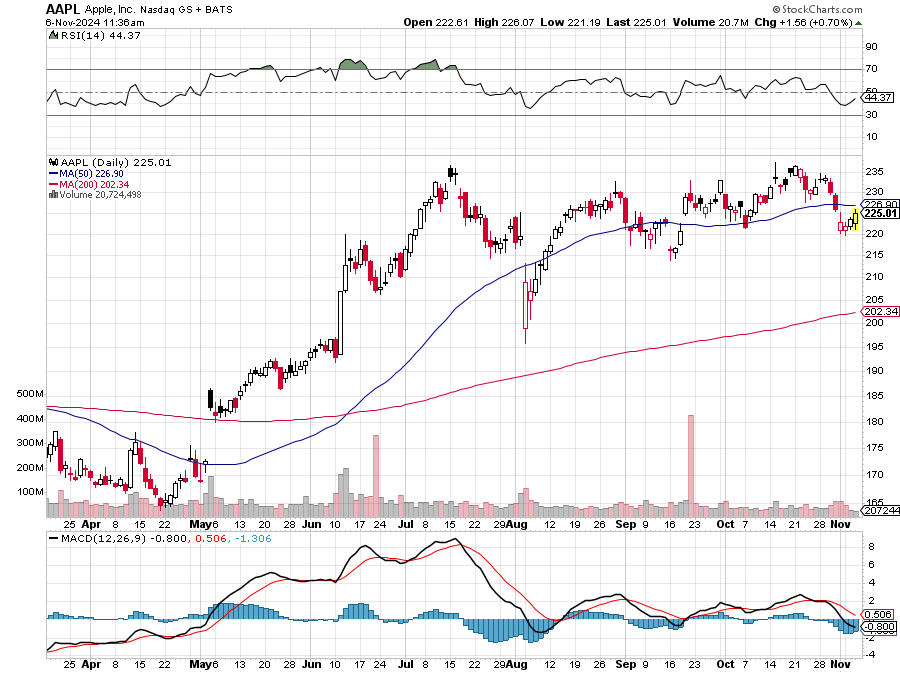 AAPL Apple, Inc. Nasdaq GS + BATS © StockCharts.com
6-Nov-2024 11:36am Open 222.61 High 226.07 Low 221.19 Last 225.01 Volume 20.7M Chg +1.56 (+0.70%)
RSI(14) 44.37
90
70
50
44.37
30
10
AAPL (Daily) 225.01
MA(50) 226.90
MA(200) 202.34
Volume 20,724,498
235
230
226.90
225.01
220
215
210
205
202.34
200
195
190
185
180
175
170
165
207244
500M
400M
300M
200M
100M
25 Apr 8 15 22 May 6 13 20 28 Jun 10 17 24 Jul 8 15 22 Aug 12 19 26 Sep 9 16 23 Oct 7 14 21 28 Nov
MACD(12,26,9) -0.800, 0.506, -1.306
8
6
4
2
0.506
-0.800
-2
-4
25 Apr 8 15 22 May 6 13 20 28 Jun 10 17 24 Jul 8 15 22 Aug 12 19 26 Sep 9 16 23 Oct 7 14 21 28 Nov